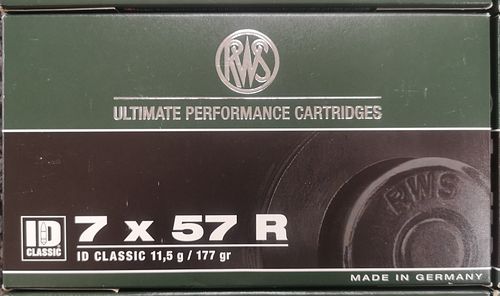 RWS
ULTIMATE PERFORMANCE CARTRIDGES
RWS
ID
CLASSIC
7 x 57 R
ID CLASSIC 11,5 g / 177 gr
MADE IN GERMANY